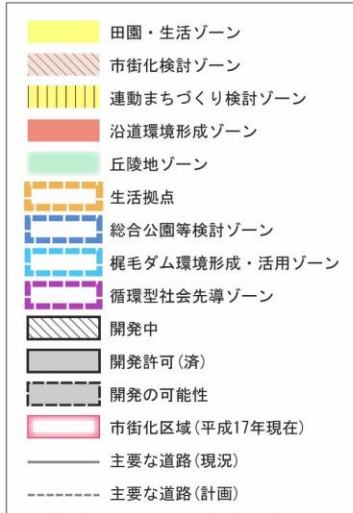 田園・生活ゾーン
市街化検討ゾーン
連動まちづくり検討ゾーン
沿道環境形成ゾーン
丘陵地ゾーン
生活拠点
総合公園等検討ゾーン
梶毛ダム環境形成・活用ゾーン
循環型社会先導ゾーン
開発中
開発許可(済)
開発の可能性
市街化区域(平成17年現在)
主要な道路(現況)
主要な道路(計画)